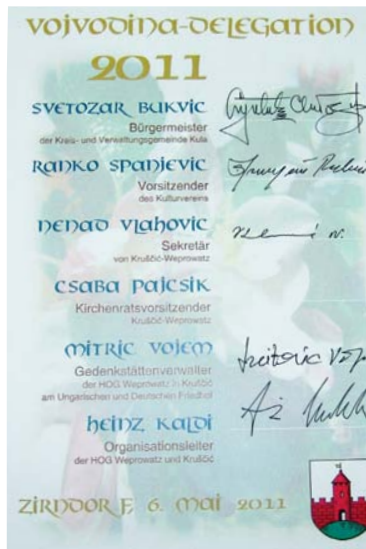 VOJVODINA-DELEGATION
2011
SVETOZAR BUKVIC
Bürgermeister
der Kreis- und Verwaltungsgemeinde Kula
RANKO SPANJEVIC
Vorsitzender
des Kulturvereins
NENAD VLAHOVIC
Sekretär
von Kruščić-Weprowatz
CSABA PAJCSIK
Kirchenratsvorsitzender
Kruščić-Weprowatz
MITRIC VOJEM
Gedenkstättenverwalter
der HOG Weprowatz in Kruščić
am Ungarischen und Deutschen Friedhof
HEINZ KALDI
Organisationsleiter
der HOG Weprowatz und Kruščić
ZIRNDORF, 6. MAI 2011